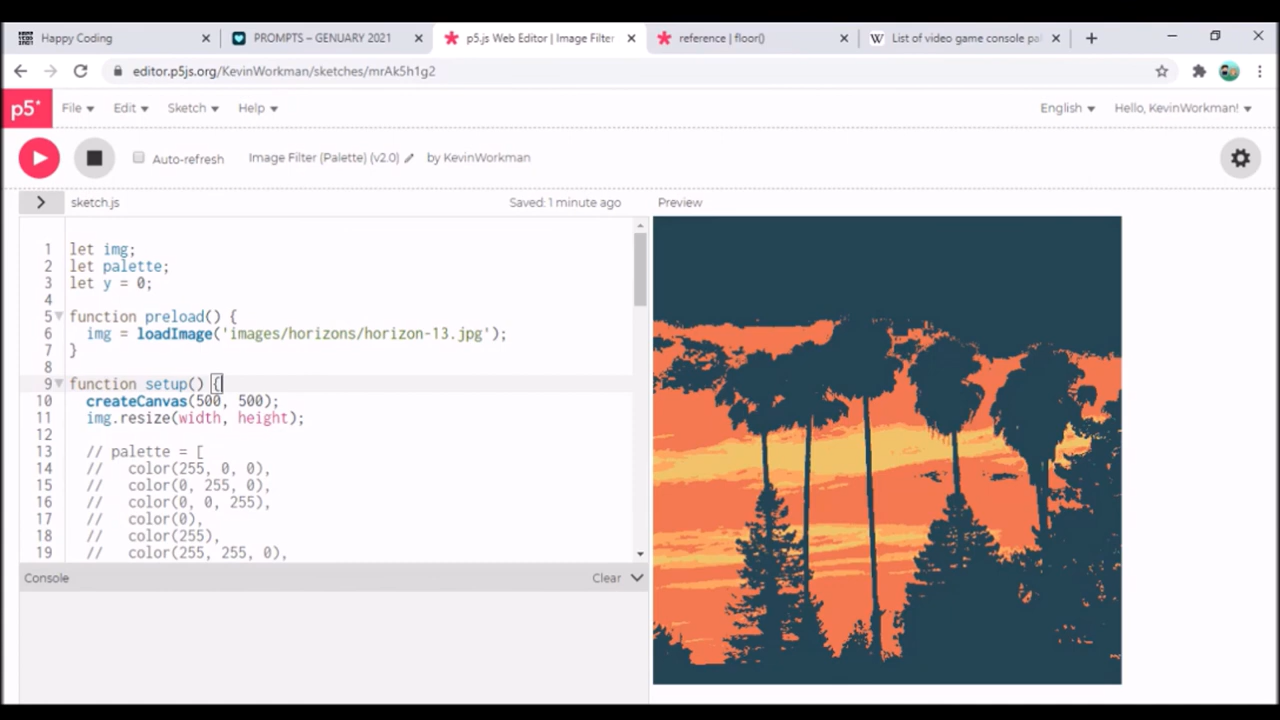 Happy Coding
PROMPTS – GENUARY 2021
p5.js Web Editor | Image Filter
reference | floor()
W List of video game console pa
editor.p5js.org/KevinWorkman/sketches/mrAk5h1g2
p5* File Edit Sketch Help English Hello, KevinWorkman!
Auto-refresh Image Filter (Palette) (v2.0) by KevinWorkman
> sketch.js Saved: 1 minute ago Preview
1 let img;
2 let palette;
3 let y = 0;
4
5 function preload() {
6 img = loadImage('images/horizons/horizon-13.jpg');
7 }
8
9 function setup() {
10 createCanvas(500, 500);
11 img.resize(width, height);
12
13 // palette = [
14 // color(255, 0, 0),
15 // color(0, 255, 0),
16 // color(0, 0, 255),
17 // color(0),
18 // color(255),
19 // color(255, 255, 0),
Console Clear